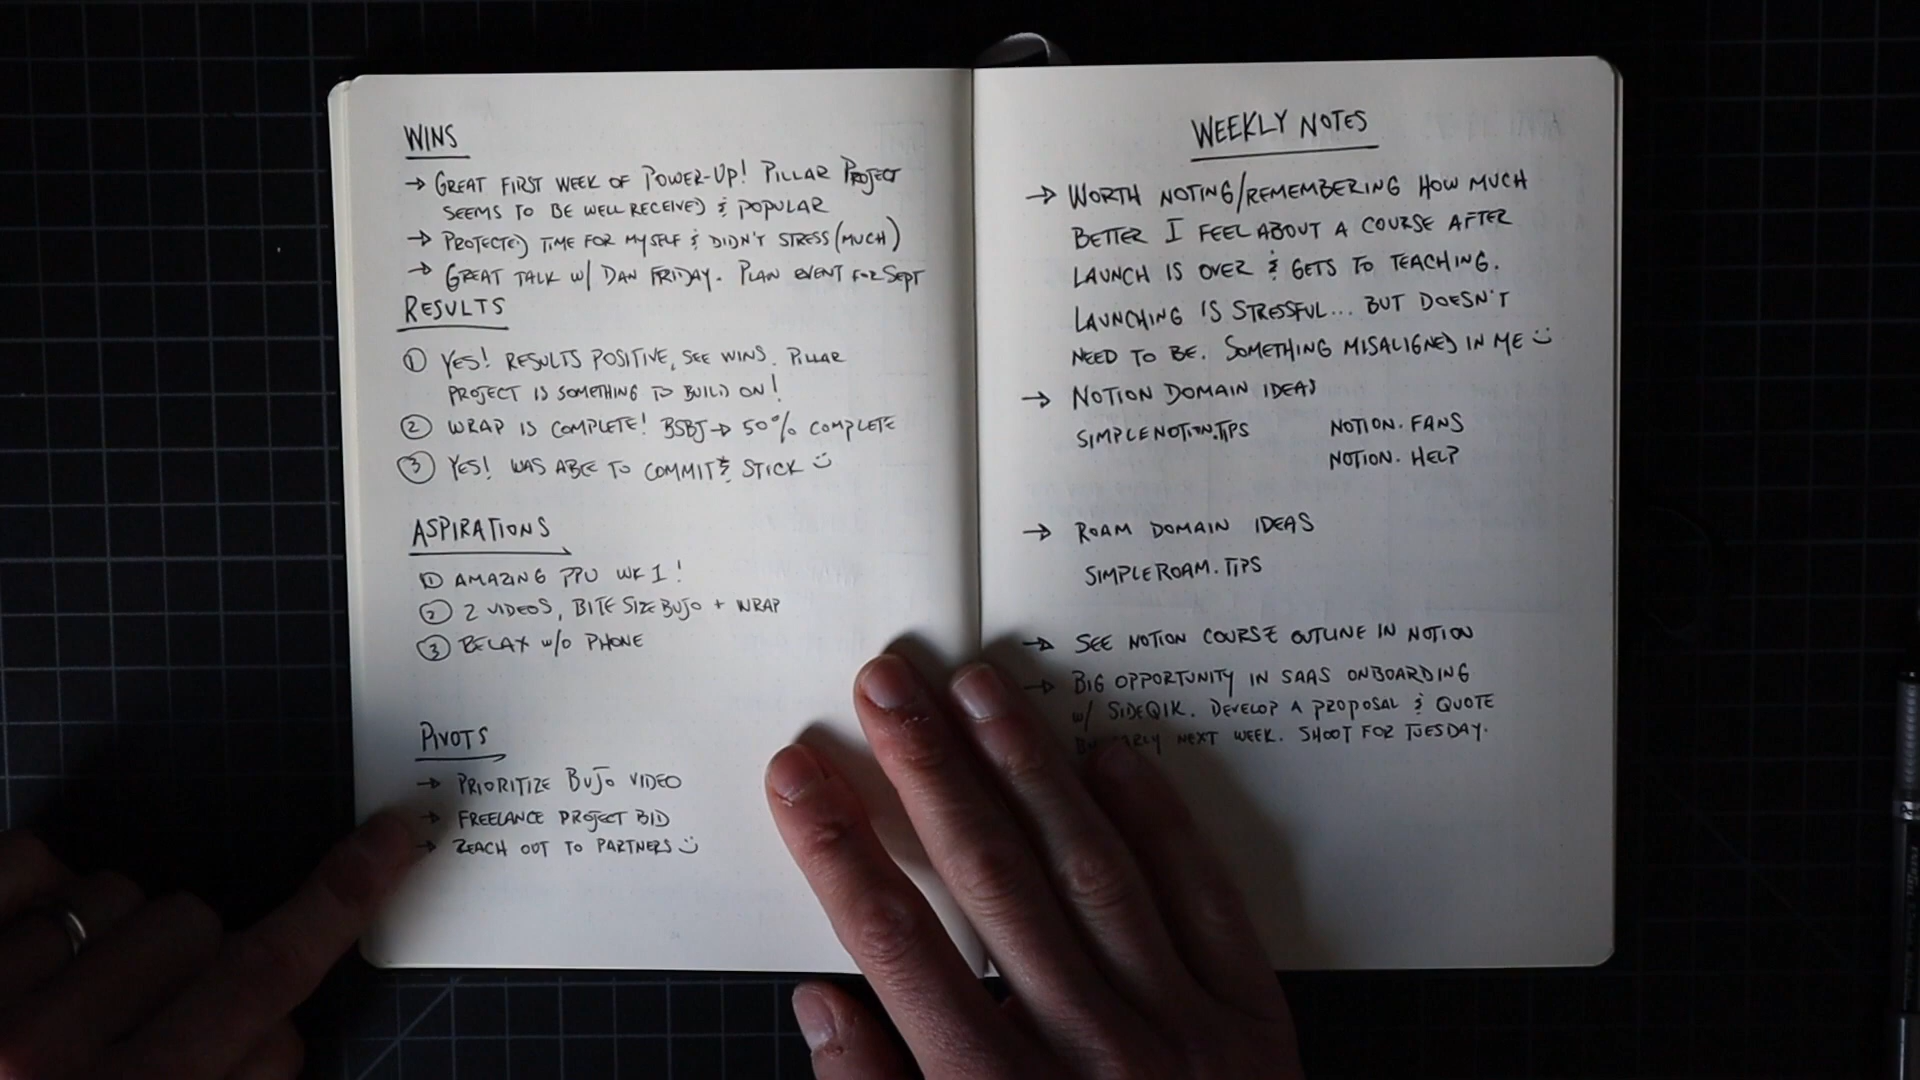 WINS
→ GREAT FIRST WEEK OF POWER-UP! PILLAR PROJECT
SEEMS TO BE WELL RECEIVED & POPULAR
→ PROTECTED TIME FOR MYSELF & DIDN'T STRESS (MUCH)
→ GREAT TALK W/ DAN FRIDAY. PLAN EVENT FOR SEPT
RESULTS
① YES! RESULTS POSITIVE, SEE WINS. PILLAR
PROJECT IS SOMETHING TO BUILD ON!
② WRAP IS COMPLETE! BSBJ → 50% COMPLETE
③ YES! WAS ABLE TO COMMIT & STICK :)
ASPIRATIONS
① AMAZING PPU WK 1!
② 2 VIDEOS, BITE SIZE BUJO + WRAP
③ RELAX W/O PHONE
PIVOTS
→ PRIORITIZE BUJO VIDEO
→ FREELANCE PROJECT BID
→ REACH OUT TO PARTNERS :)
WEEKLY NOTES
→ WORTH NOTING/REMEMBERING HOW MUCH
BETTER I FEEL ABOUT A COURSE AFTER
LAUNCH IS OVER & GETS TO TEACHING.
LAUNCHING IS STRESSFUL... BUT DOESN'T
NEED TO BE. SOMETHING MISALIGNED IN ME :)
→ NOTION DOMAIN IDEAS
SIMPLENOTION.TIPS NOTION.FANS
NOTION.HELP
→ ROAM DOMAIN IDEAS
SIMPLEROAM.TIPS
→ SEE NOTION COURSE OUTLINE IN NOTION
→ BIG OPPORTUNITY IN SAAS ONBOARDING
W/ SIDEQIK. DEVELOP A PROPOSAL & QUOTE
NEXT WEEK. SHOOT FOR TUESDAY.